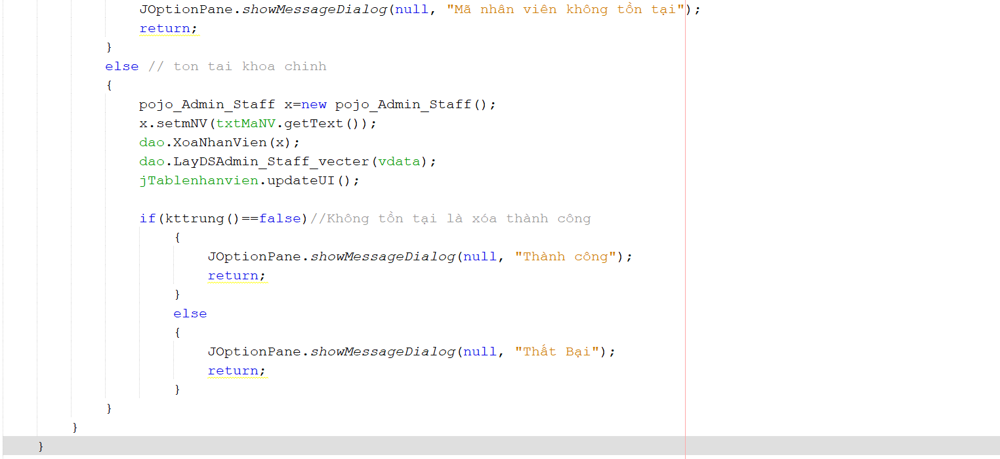 JOptionPane.showMessageDialog(null, "Mã nhân viên không tồn tại");
return;
}
else // ton tai khoa chinh
{
pojo_Admin_Staff x=new pojo_Admin_Staff();
x.setmNV(txtMaNV.getText());
dao.XoaNhanVien(x);
dao.LayDSAdmin_Staff_vecter(vdata);
jTablenhanvien.updateUI();
if(kttrung()==false)//Không tồn tại là xóa thành công
{
JOptionPane.showMessageDialog(null, "Thành công");
return;
}
else
{
JOptionPane.showMessageDialog(null, "Thất Bại");
return;
}
}
}
}